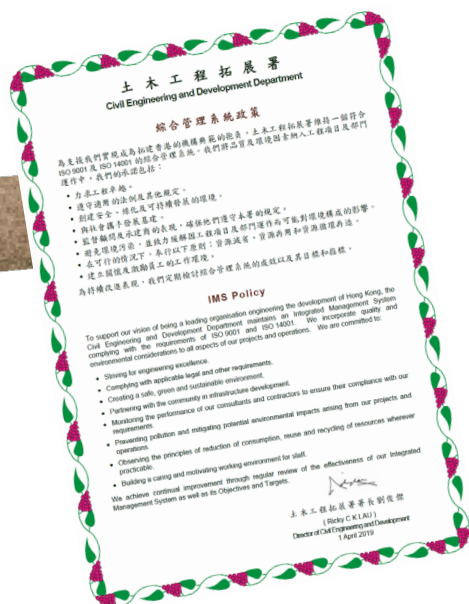 土木工程拓展署
Civil Engineering and Development Department
綜合管理系統政策
為支援我們實現成為拓建香港的機構典範的抱負，土木工程拓展署維持一個符合
ISO 9001 及 ISO 14001 的綜合管理系統。我們將品質及環境因素納入工程項目及部門
運作中。我們的承諾包括：
• 力求工程卓越。
• 遵守適用的法例及其他規定。
• 創建安全、綠化及可持續發展的環境。
• 與社會攜手發展基建。
• 監督顧問及承建商的表現，確保他們遵守本署的規定。
• 避免環境污染，並致力緩解因工程項目及部門運作而可能對環境構成的影響。
• 在可行的情況下，奉行以下原則：資源減省、資源再用和資源循環再造。
• 建立關懷及激勵員工的工作環境。
為持續改進表現，我們定期檢討綜合管理系統的成效以及其目標和指標。
IMS Policy
To support our vision of being a leading organisation engineering the development of Hong Kong, the
Civil Engineering and Development Department maintains an Integrated Management System
complying with the requirements of ISO 9001 and ISO 14001. We incorporate quality and
environmental considerations to all aspects of our projects and operations. We are committed to:
• Striving for engineering excellence.
• Complying with applicable legal and other requirements.
• Creating a safe, green and sustainable environment.
• Partnering with the community in infrastructure development.
• Monitoring the performance of our consultants and contractors to ensure their compliance with our
requirements.
• Preventing pollution and mitigating potential environmental impacts arising from our projects and
operations.
• Observing the principles of reduction of consumption, reuse and recycling of resources wherever
practicable.
• Building a caring and motivating working environment for staff.
We achieve continual improvement through regular review of the effectiveness of our Integrated
Management System as well as its Objectives and Targets.
土木工程拓展署署長劉俊傑
( Ricky C K LAU )
Director of Civil Engineering and Development
1 April 2019